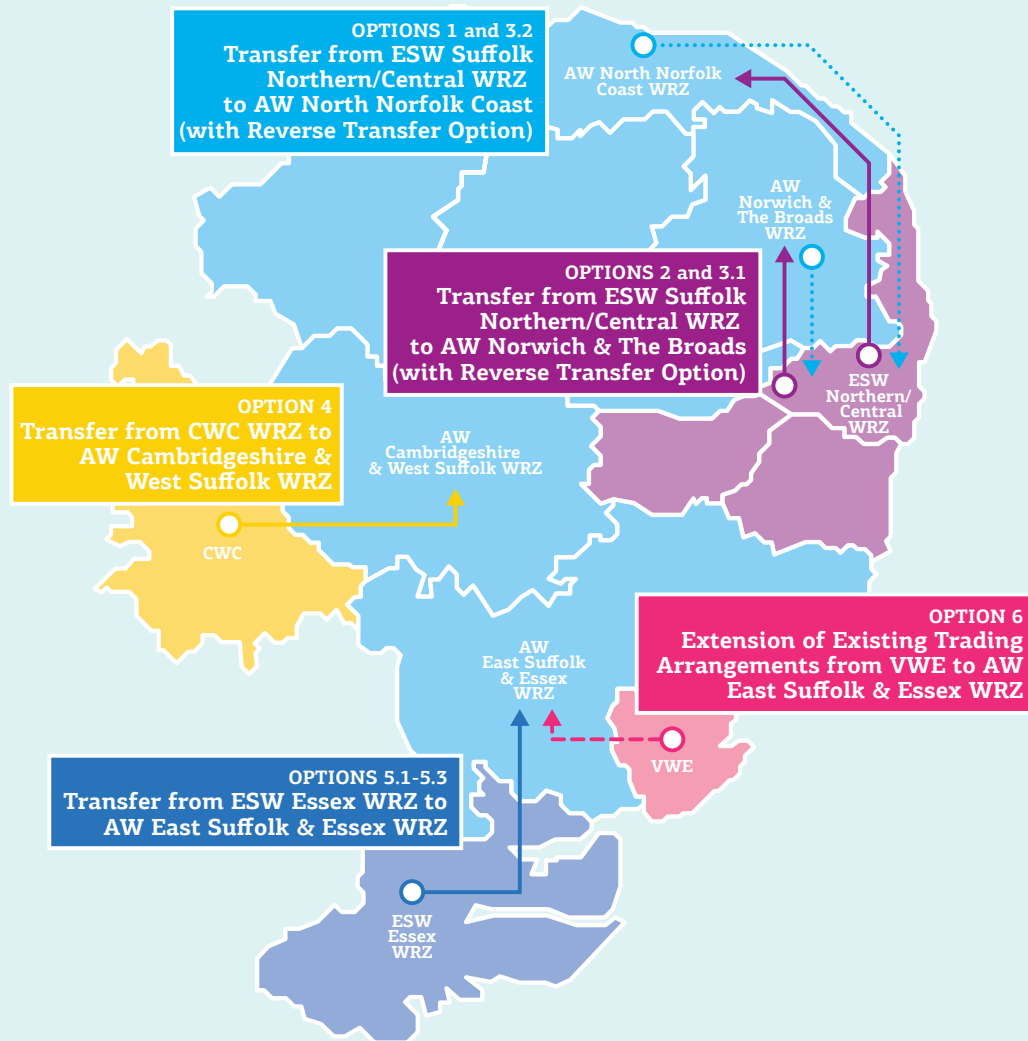 OPTIONS 1 and 3.2
Transfer from ESW Suffolk
Northern/Central WRZ
to AW North Norfolk Coast
(with Reverse Transfer Option)
AW North Norfolk
Coast WRZ
AW
Norwich &
The Broads
WRZ
OPTIONS 2 and 3.1
Transfer from ESW Suffolk
Northern/Central WRZ
to AW Norwich & The Broads
(with Reverse Transfer Option)
ESW
Northern/
Central
WRZ
OPTION 4
Transfer from CWC WRZ to
AW Cambridgeshire &
West Suffolk WRZ
AW
Cambridgeshire
& West Suffolk WRZ
CWC
OPTION 6
Extension of Existing Trading
Arrangements from VWE to AW
East Suffolk & Essex WRZ
AW
East Suffolk
& Essex
WRZ
VWE
OPTIONS 5.1-5.3
Transfer from ESW Essex WRZ to
AW East Suffolk & Essex WRZ
ESW
Essex
WRZ